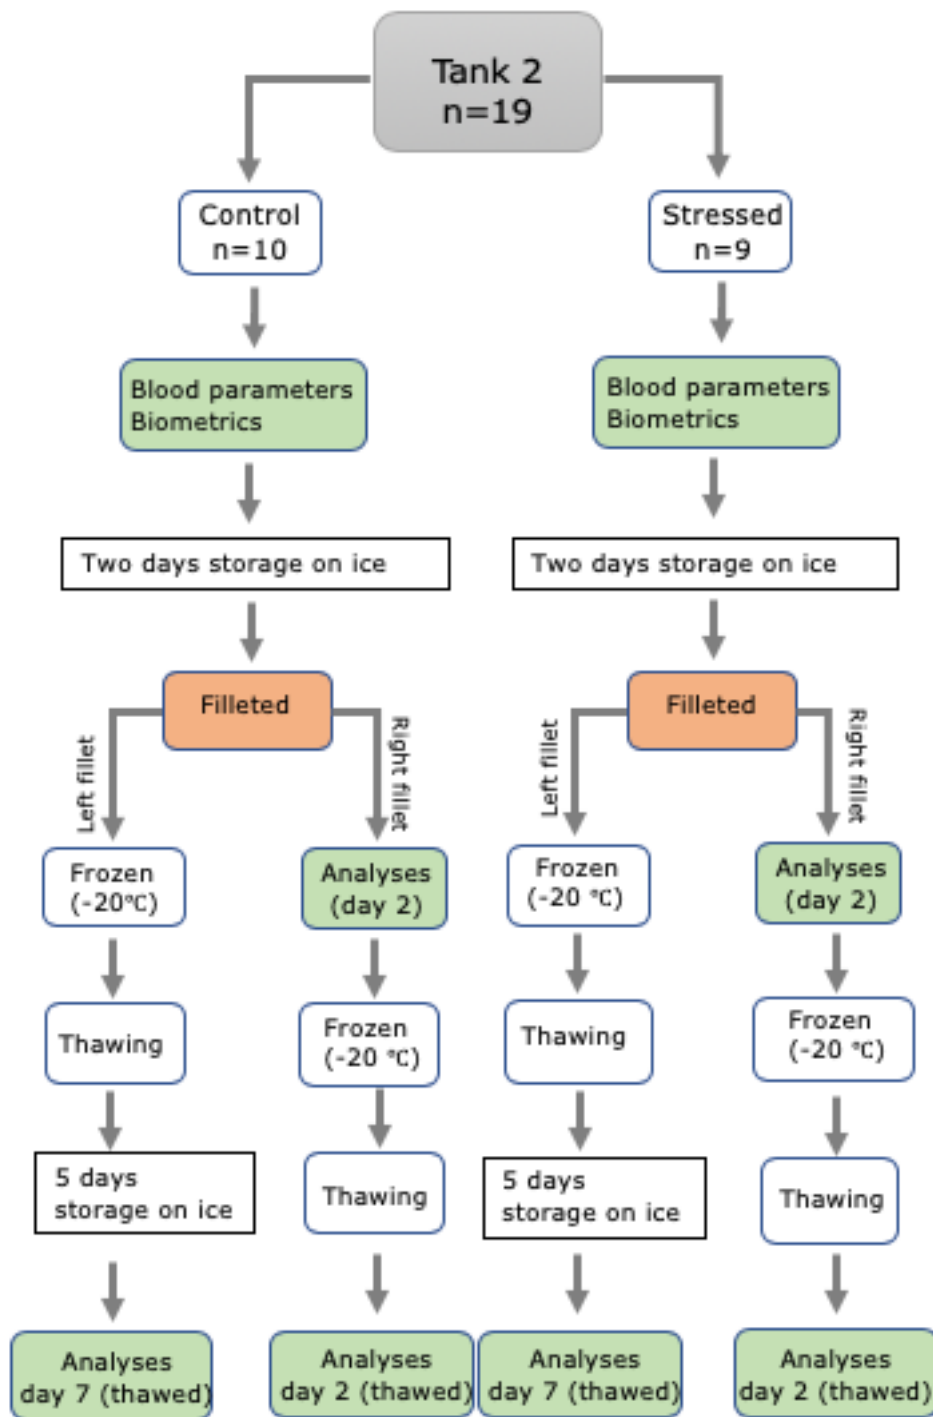 Tank 2
n=19
Control
n=10
Stressed
n=9
Blood parameters
Biometrics
Blood parameters
Biometrics
Two days storage on ice
Two days storage on ice
Filleted
Filleted
Left fillet
Right fillet
Left fillet
Right fillet
Frozen
(-20℃)
Analyses
(day 2)
Frozen
(-20 ℃)
Analyses
(day 2)
Thawing
Frozen
(-20 ℃)
Thawing
Frozen
(-20 ℃)
5 days
storage on ice
Thawing
5 days
storage on ice
Thawing
Analyses
day 7 (thawed)
Analyses
day 2 (thawed)
Analyses
day 7 (thawed)
Analyses
day 2 (thawed)